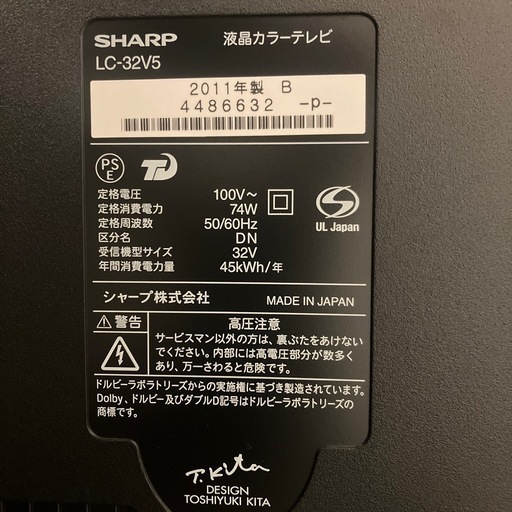 SHARP 液晶カラーテレビ
LC-32V5
2011年製 B
4486632 -p-
PS
E
定格電圧 100V～
定格消費電力 74W
定格周波数 50/60Hz
区分名 DN
受信機型サイズ 32V
年間消費電力量 45kWh/年
UL Japan
シャープ株式会社 MADE IN JAPAN
警告 高圧注意
サービスマン以外の方は、裏ぶたをあけない
でください。内部には高電圧部分が数多く
あり、万一さわると危険です。
ドルビーラボラトリーズからの実施権に基づき製造されています。
Dolby、ドルビー及びダブルD記号はドルビーラボラトリーズの
商標です。
T.Kita
DESIGN
TOSHIYUKI KITA